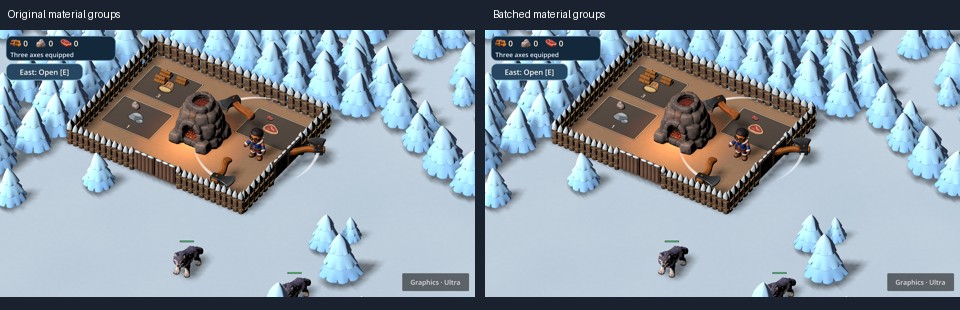 Original material groups
0 0 0
Three axes equipped
East: Open [E]
Graphics · Ultra
Batched material groups
0 0 0
Three axes equipped
East: Open [E]
Graphics · Ultra